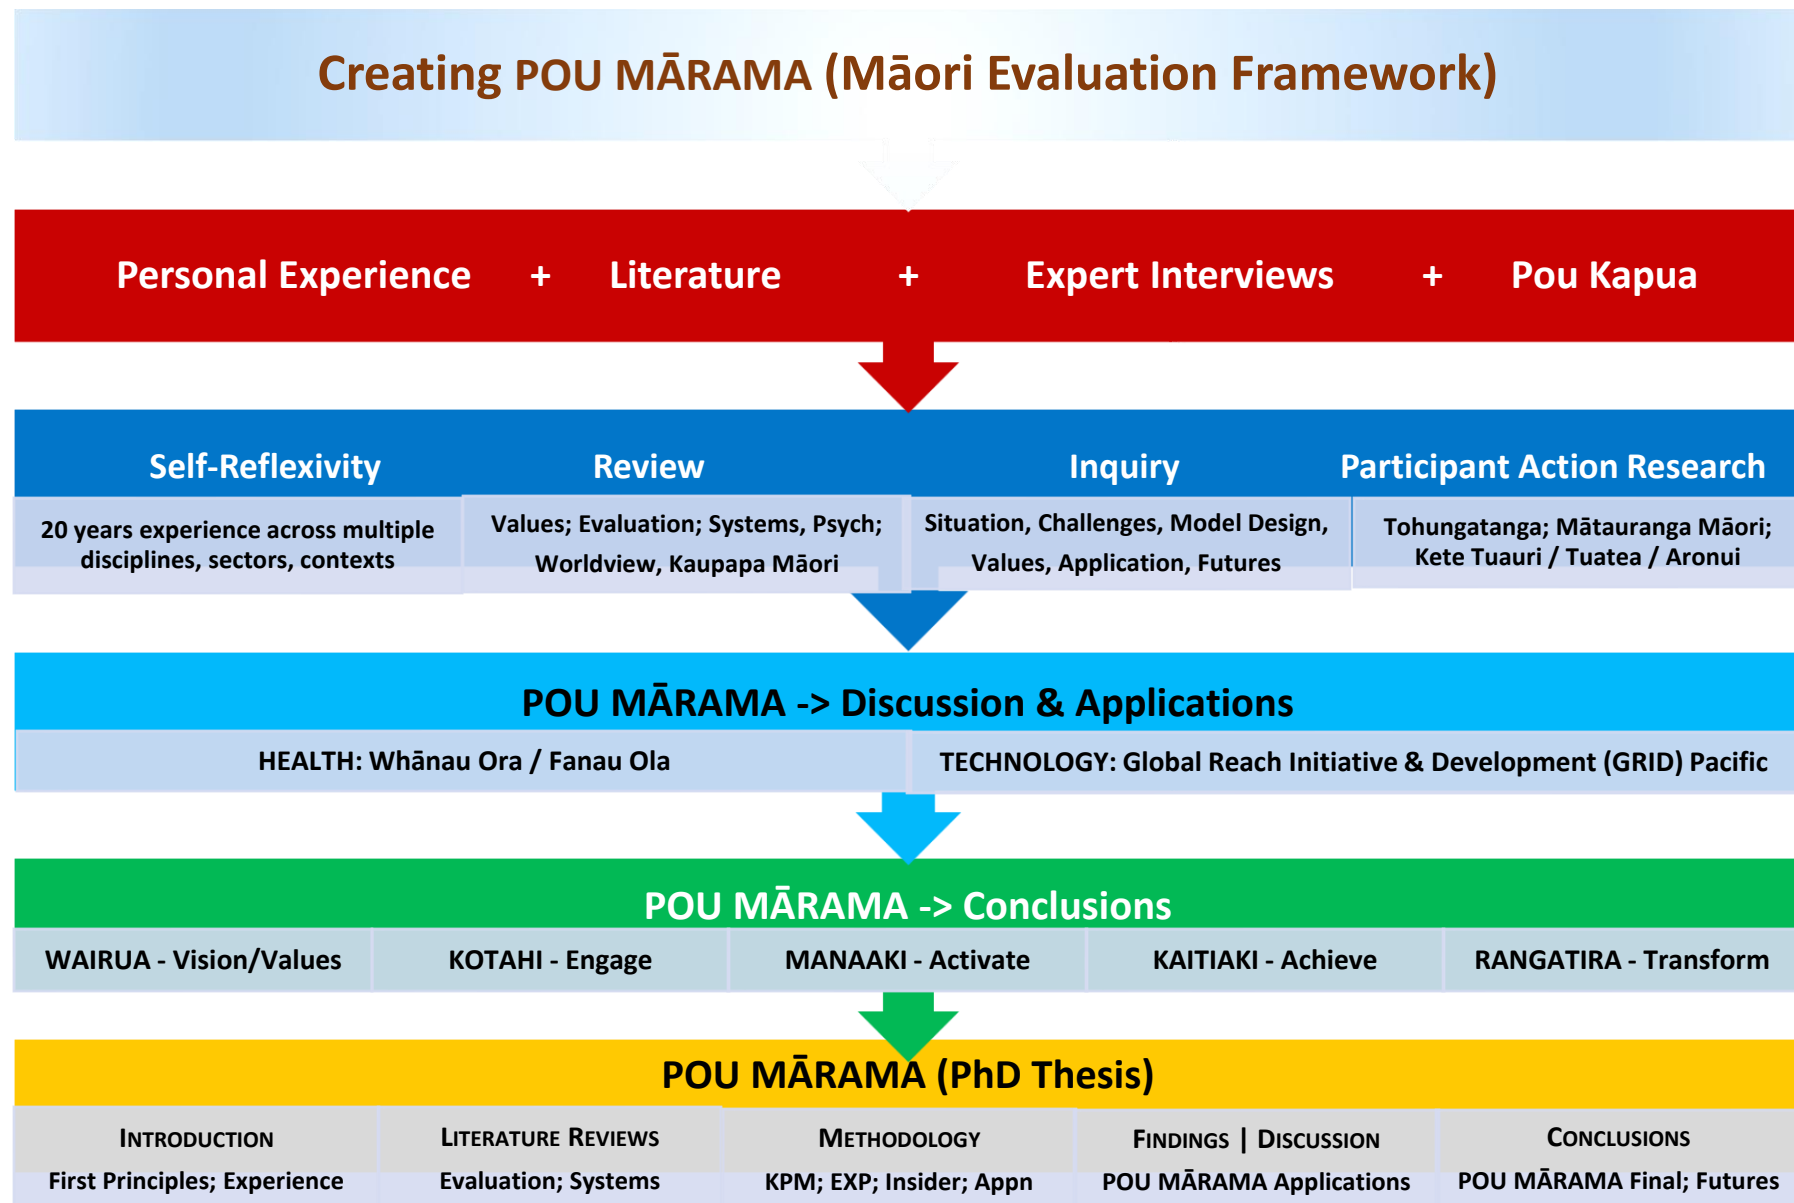 Creating POU MĀRAMA (Māori Evaluation Framework)
Personal Experience + Literature + Expert Interviews + Pou Kapua
Self-Reflexivity Review Inquiry Participant Action Research
20 years experience across multiple
disciplines, sectors, contexts
Values; Evaluation; Systems, Psych;
Worldview, Kaupapa Māori
Situation, Challenges, Model Design,
Values, Application, Futures
Tohungatanga; Mātauranga Māori;
Kete Tuauri / Tuatea / Aronui
POU MĀRAMA -> Discussion & Applications
HEALTH: Whānau Ora / Fanau Ola
TECHNOLOGY: Global Reach Initiative & Development (GRID) Pacific
POU MĀRAMA -> Conclusions
WAIRUA - Vision/Values
KOTAHI - Engage
MANAAKI - Activate
KAITIAKI - Achieve
RANGATIRA - Transform
POU MĀRAMA (PhD Thesis)
INTRODUCTION
First Principles; Experience
LITERATURE REVIEWS
Evaluation; Systems
METHODOLOGY
KPM; EXP; Insider; Appn
FINDINGS | DISCUSSION
POU MĀRAMA Applications
CONCLUSIONS
POU MĀRAMA Final; Futures